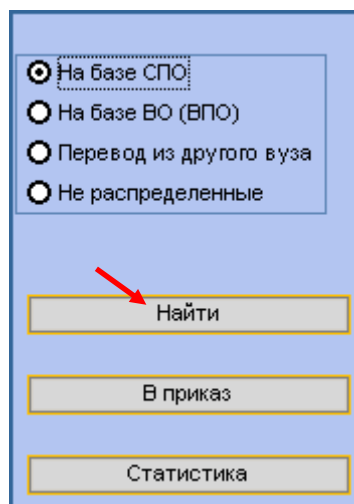 На базе СПО
На базе ВО (ВПО)
Перевод из другого вуза
Не распределенные
Найти
В приказ
Статистика